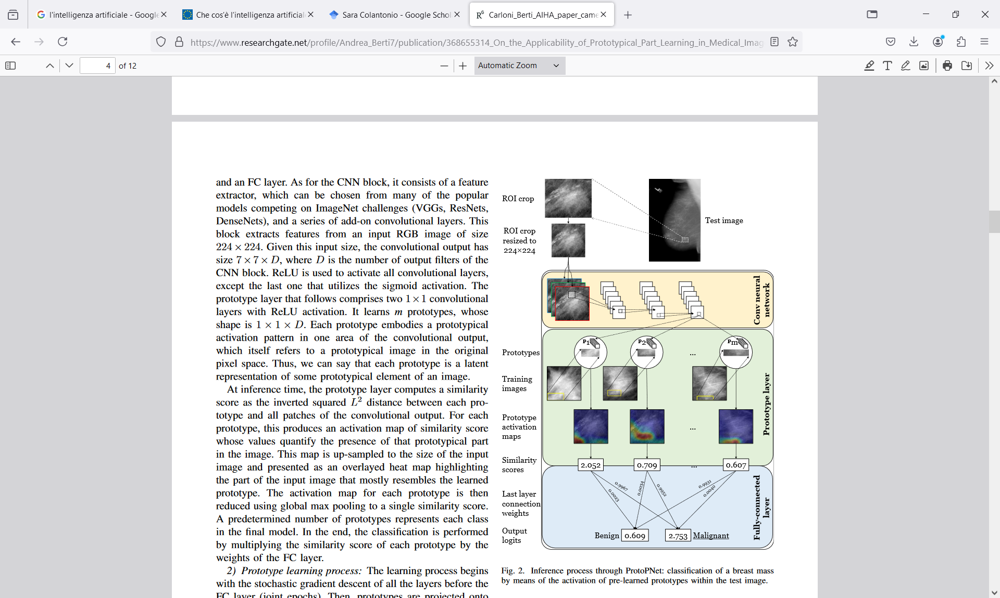 l'intelligenza artificiale - Google
Che cos'è l'intelligenza artificial
Sara Colantonio - Google Schol
Carloni_Berti_AIHA_paper_came
https://www.researchgate.net/profile/Andrea_Berti7/publication/368655314_On_the_Applicability_of_Prototypical_Part_Learning_in_Medical_Imag
4 of 12
Automatic Zoom
and an FC layer. As for the CNN block, it consists of a feature
extractor, which can be chosen from many of the popular
models competing on ImageNet challenges (VGGs, ResNets,
DenseNets), and a series of add-on convolutional layers. This
block extracts features from an input RGB image of size
224 × 224. Given this input size, the convolutional output has
size 7 × 7 × D, where D is the number of output filters of the
CNN block. ReLU is used to activate all convolutional layers,
except the last one that utilizes the sigmoid activation. The
prototype layer that follows comprises two 1 × 1 convolutional
layers with ReLU activation. It learns m prototypes, whose
shape is 1 × 1 × D. Each prototype embodies a prototypical
activation pattern in one area of the convolutional output,
which itself refers to a prototypical image in the original
pixel space. Thus, we can say that each prototype is a latent
representation of some prototypical element of an image.
At inference time, the prototype layer computes a similarity
score as the inverted squared L² distance between each pro-
totype and all patches of the convolutional output. For each
prototype, this produces an activation map of similarity score
whose values quantify the presence of that prototypical part
in the image. This map is up-sampled to the size of the input
image and presented as an overlayed heat map highlighting
the part of the input image that mostly resembles the learned
prototype. The activation map for each prototype is then
reduced using global max pooling to a single similarity score.
A predetermined number of prototypes represents each class
in the final model. In the end, the classification is performed
by multiplying the similarity score of each prototype by the
weights of the FC layer.
2) Prototype learning process: The learning process begins
with the stochastic gradient descent of all the layers before the
FC layer (joint epochs). Then, prototypes are projected onto
ROI crop
Test image
ROI crop
resized to
224×224
Conv neural
network
Prototypes
p1
p2
...
pm
Training
images
Prototype layer
Prototype
activation
maps
...
Similarity
scores
2.052
0.709
...
0.607
Last layer
connection
weights
0.9967
0.0023
0.0034
0.9952
0.9931
0.0040
Fully-connected
layer
Output
logits
Benign 0.609
2.753 Malignant
Fig. 2. Inference process through ProtoPNet: classification of a breast mass
by means of the activation of pre-learned prototypes within the test image.